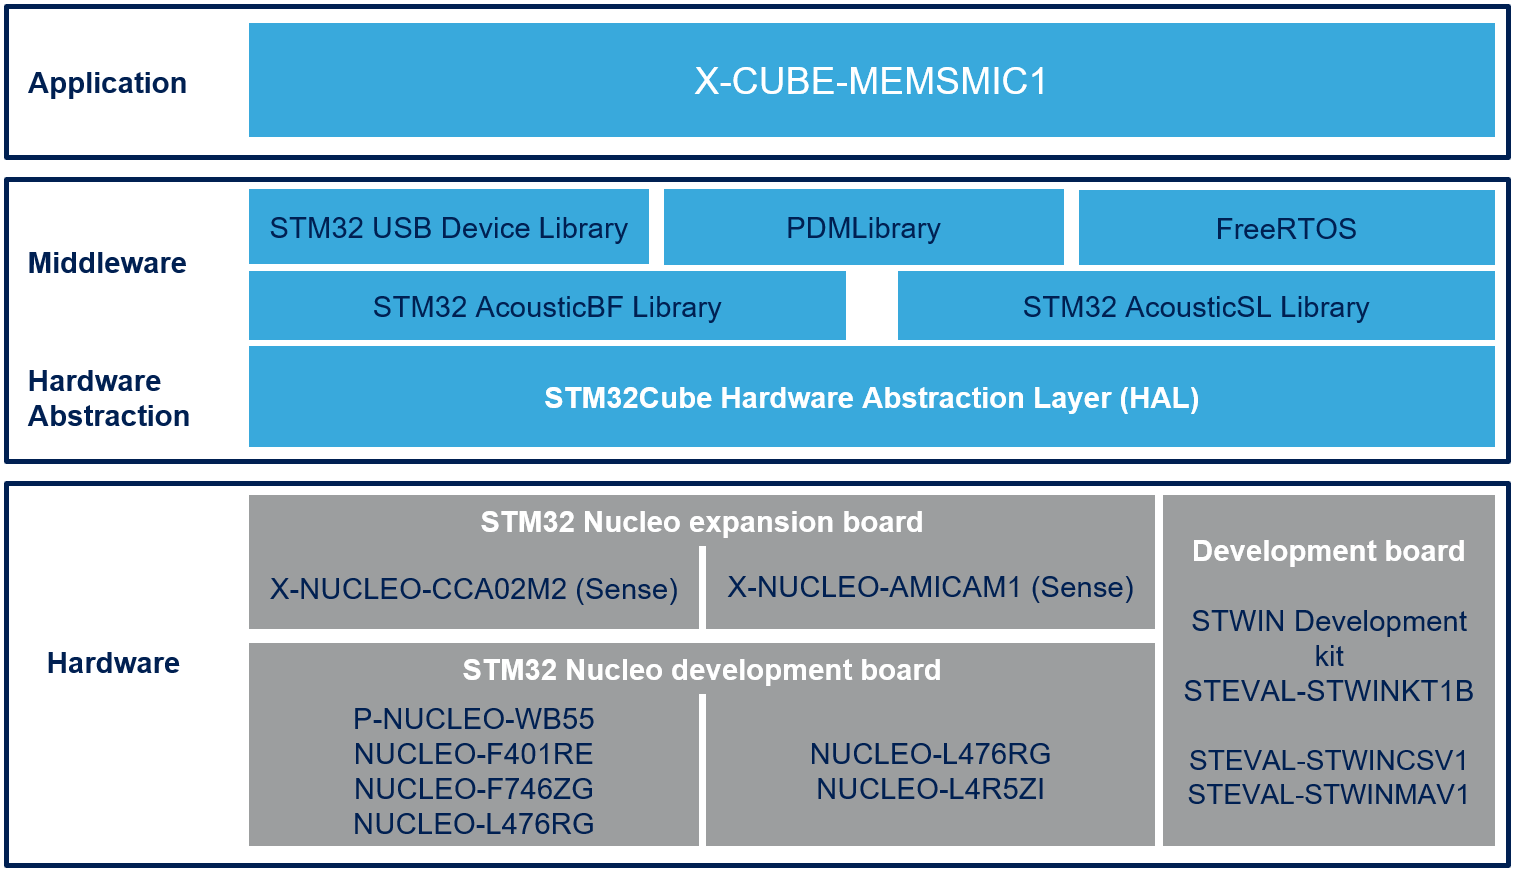 Application
X-CUBE-MEMSMIC1
Middleware
STM32 USB Device Library
PDMLibrary
FreeRTOS
STM32 AcousticBF Library
STM32 AcousticSL Library
Hardware
Abstraction
STM32Cube Hardware Abstraction Layer (HAL)
Hardware
STM32 Nucleo expansion board
X-NUCLEO-CCA02M2 (Sense)
X-NUCLEO-AMICAM1 (Sense)
STM32 Nucleo development board
P-NUCLEO-WB55
NUCLEO-F401RE
NUCLEO-F746ZG
NUCLEO-L476RG
NUCLEO-L476RG
NUCLEO-L4R5ZI
Development board
STWIN Development
kit
STEVAL-STWINKT1B
STEVAL-STWINCSV1
STEVAL-STWINMAV1